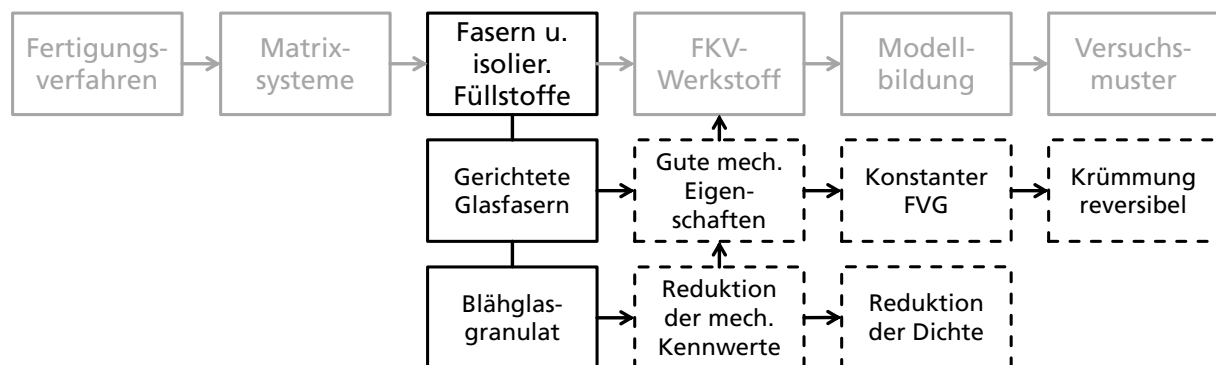 Fertigungs-
verfahren
Matrix-
systeme
Fasern u.
isolier.
Füllstoffe
FKV-
Werkstoff
Modell-
bildung
Versuchs-
muster
Gerichtete
Glasfasern
Gute mech.
Eigen-
schaften
Konstanter
FVG
Krümmung
reversibel
Blähglas-
granulat
Reduktion
der mech.
Kennwerte
Reduktion
der Dichte